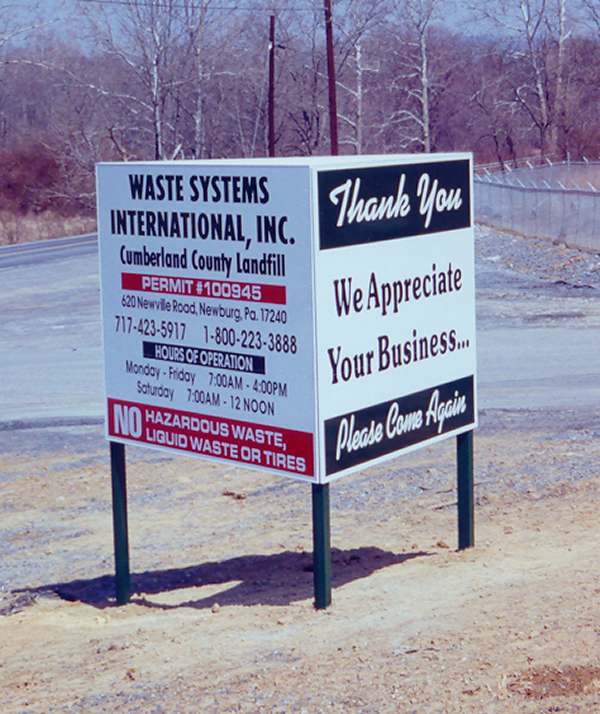 WASTE SYSTEMS
INTERNATIONAL, INC.
Cumberland County Landfill
PERMIT #100945
620 Newville Road, Newburg, Pa. 17240
717-423-5917 1-800-223-3888
HOURS OF OPERATION
Monday - Friday 7:00AM - 4:00PM
Saturday 7:00AM - 12 NOON
NO HAZARDOUS WASTE,
LIQUID WASTE OR TIRES
Thank You
We Appreciate
Your Business...
Please Come Again